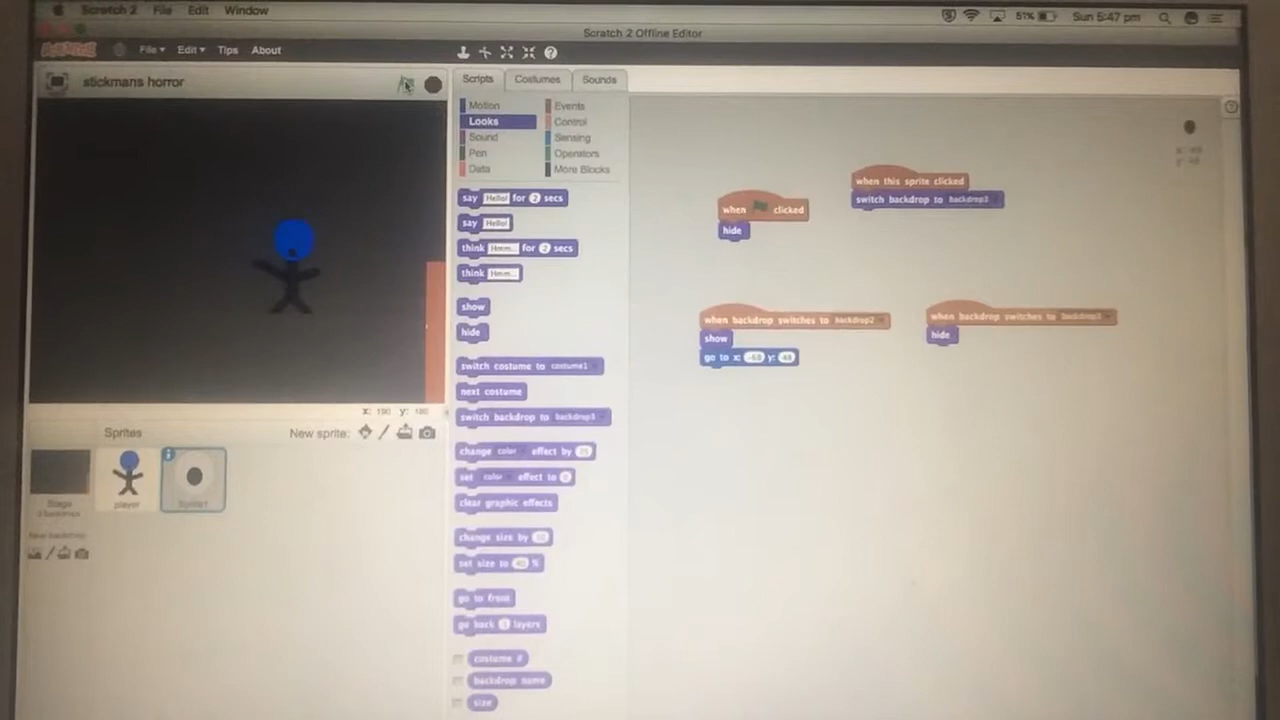 Scratch 2 File Edit Window
51% Sun 5:47 pm
Scratch 2 Offline Editor
File Edit Tips About
stickmans horror
Scripts Costumes Sounds
Motion Events
Looks Control
Sound Sensing
Pen Operators
Data More Blocks
say Hello! for 2 secs
say Hello!
think Hmm... for 2 secs
think Hmm...
show
hide
switch costume to costume1
next costume
switch backdrop to backdrop3
change color effect by 25
set color effect to 0
clear graphic effects
change size by 10
set size to %
go to front
go back 1 layers
costume #
backdrop name
size
when clicked
hide
when this sprite clicked
switch backdrop to backdrop3
when backdrop switches to backdrop2
show
go to x: y:
when backdrop switches to backdrop3
hide
x: 190 y: 180
Sprites New sprite:
Stage
player
Sprite1
New backdrop: